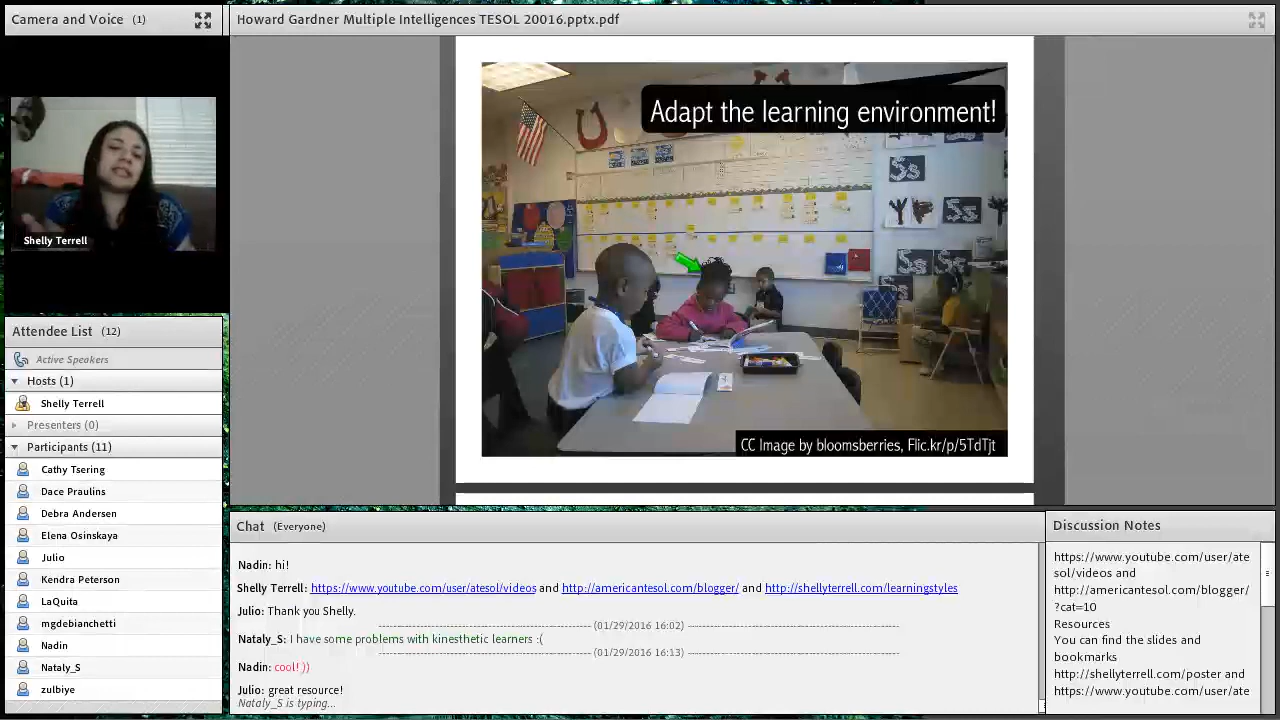 Camera and Voice (1)
Shelly Terrell
Attendee List (12)
Active Speakers
Hosts (1)
Shelly Terrell
Presenters (0)
Participants (11)
Cathy Tsering
Dace Praulins
Debra Andersen
Elena Osinskaya
Julio
Kendra Peterson
LaQuita
mgdebianchetti
Nadin
Nataly_S
zulbiye
Howard Gardner Multiple Intelligences TESOL 20016.pptx.pdf
Adapt the learning environment!
Ss
Ss
CC Image by bloomsberries, Flic.kr/p/5TdTjt
Chat (Everyone)
Nadin: hi!
Shelly Terrell: https://www.youtube.com/user/atesol/videos and http://americantesol.com/blogger/ and http://shellyterrell.com/learningstyles
Julio: Thank you Shelly.
(01/29/2016 16:02)
Nataly_S: I have some problems with kinesthetic learners :(
(01/29/2016 16:13)
Nadin: cool! ))
Julio: great resource!
Nataly_S is typing...
Discussion Notes
https://www.youtube.com/user/ate
sol/videos and
http://americantesol.com/blogger/
?cat=10
Resources
You can find the slides and
bookmarks
http://shellyterrell.com/poster and
https://www.youtube.com/user/ate